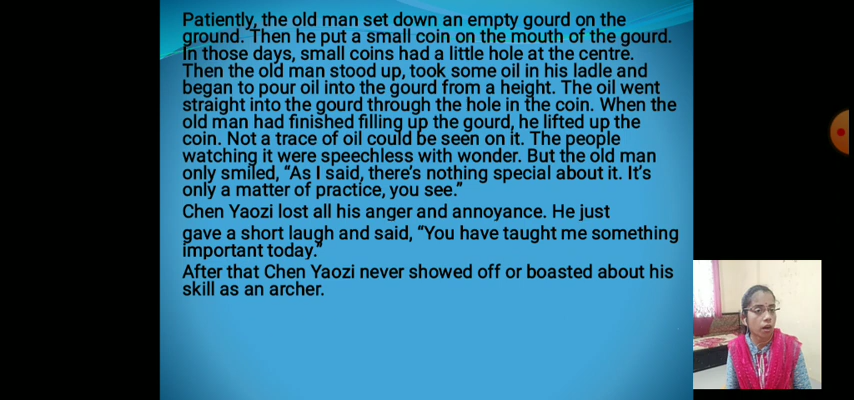 Patiently, the old man set down an empty gourd on the
ground. Then he put a small coin on the mouth of the gourd.
In those days, small coins had a little hole at the centre.
Then the old man stood up, took some oil in his ladle and
began to pour oil into the gourd from a height. The oil went
straight into the gourd through the hole in the coin. When the
old man had finished filling up the gourd, he lifted up the
coin. Not a trace of oil could be seen on it. The people
watching it were speechless with wonder. But the old man
only smiled, “As I said, there’s nothing special about it. It’s
only a matter of practice, you see.”
Chen Yaozi lost all his anger and annoyance. He just
gave a short laugh and said, “You have taught me something
important today.”
After that Chen Yaozi never showed off or boasted about his
skill as an archer.